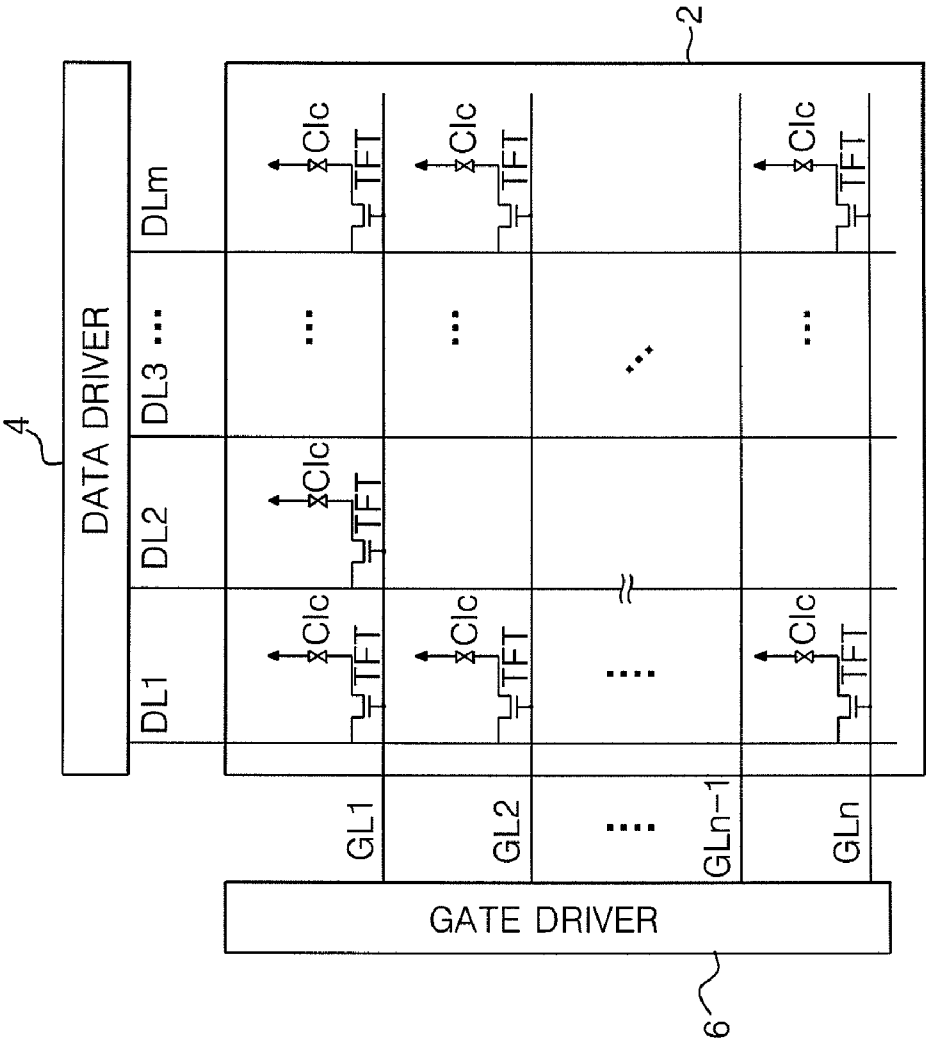 4
DATA DRIVER
DL1 DL2 DL3 ... DLm
2
Clc Clc ... Clc
TFT TFT TFT
GL1
Clc ... Clc
TFT TFT
GL2
.... ....
GLn-1
Clc ... Clc
TFT TFT
GLn
GATE DRIVER
6